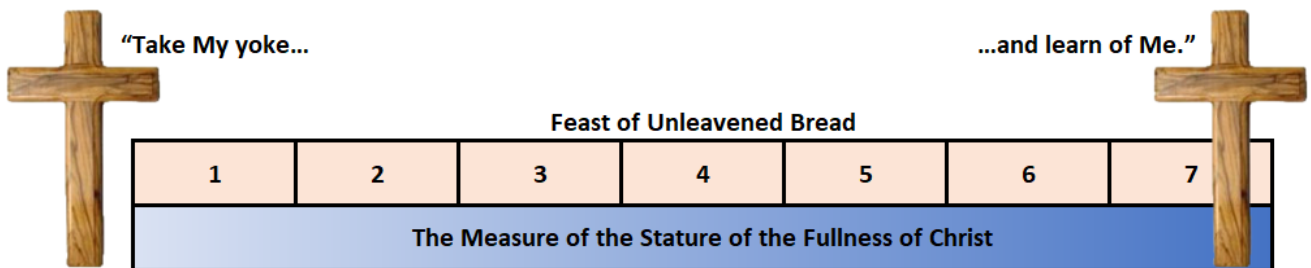 “Take My yoke…
…and learn of Me.”
Feast of Unleavened Bread
1 2 3 4 5 6 7
The Measure of the Stature of the Fullness of Christ